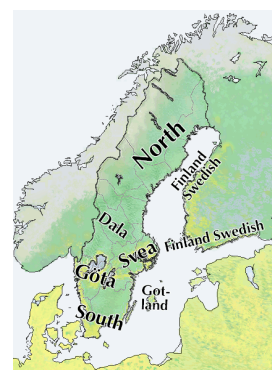 North
Finland
Swedish
Dala
Svea
Finland Swedish
Göta
Got-
land
South